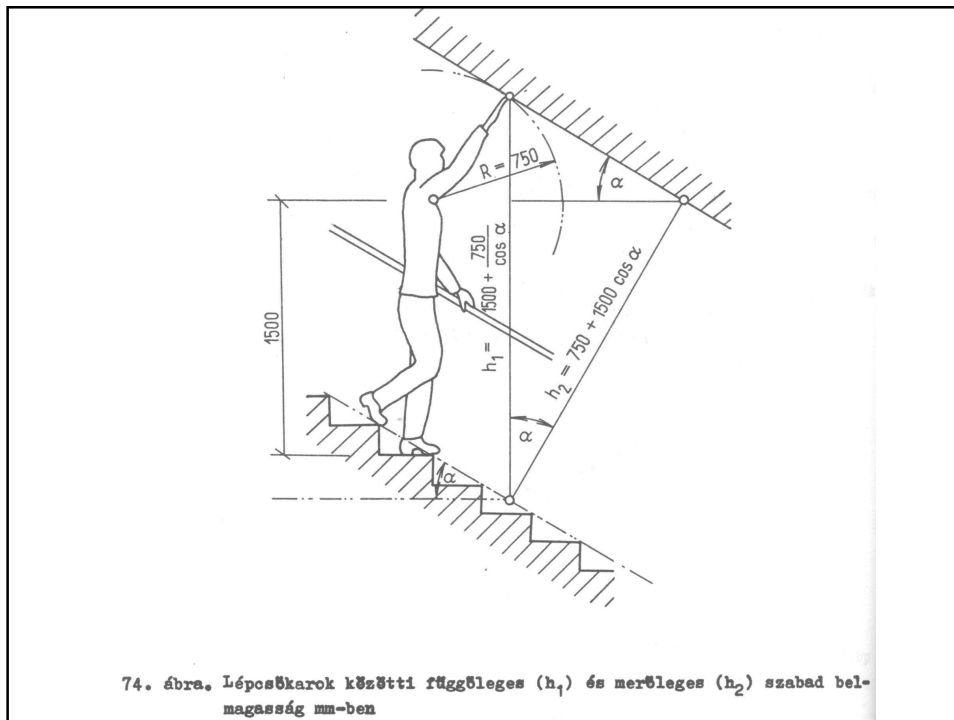 R = 750
α
1500
h₁ = 1500 + 750 / cos α
h₂ = 750 + 1500 cos α
α
α
74. ábra. Lépcsőkarok közötti függőleges (h₁) és merőleges (h₂) szabad bel-
magasság mm-ben